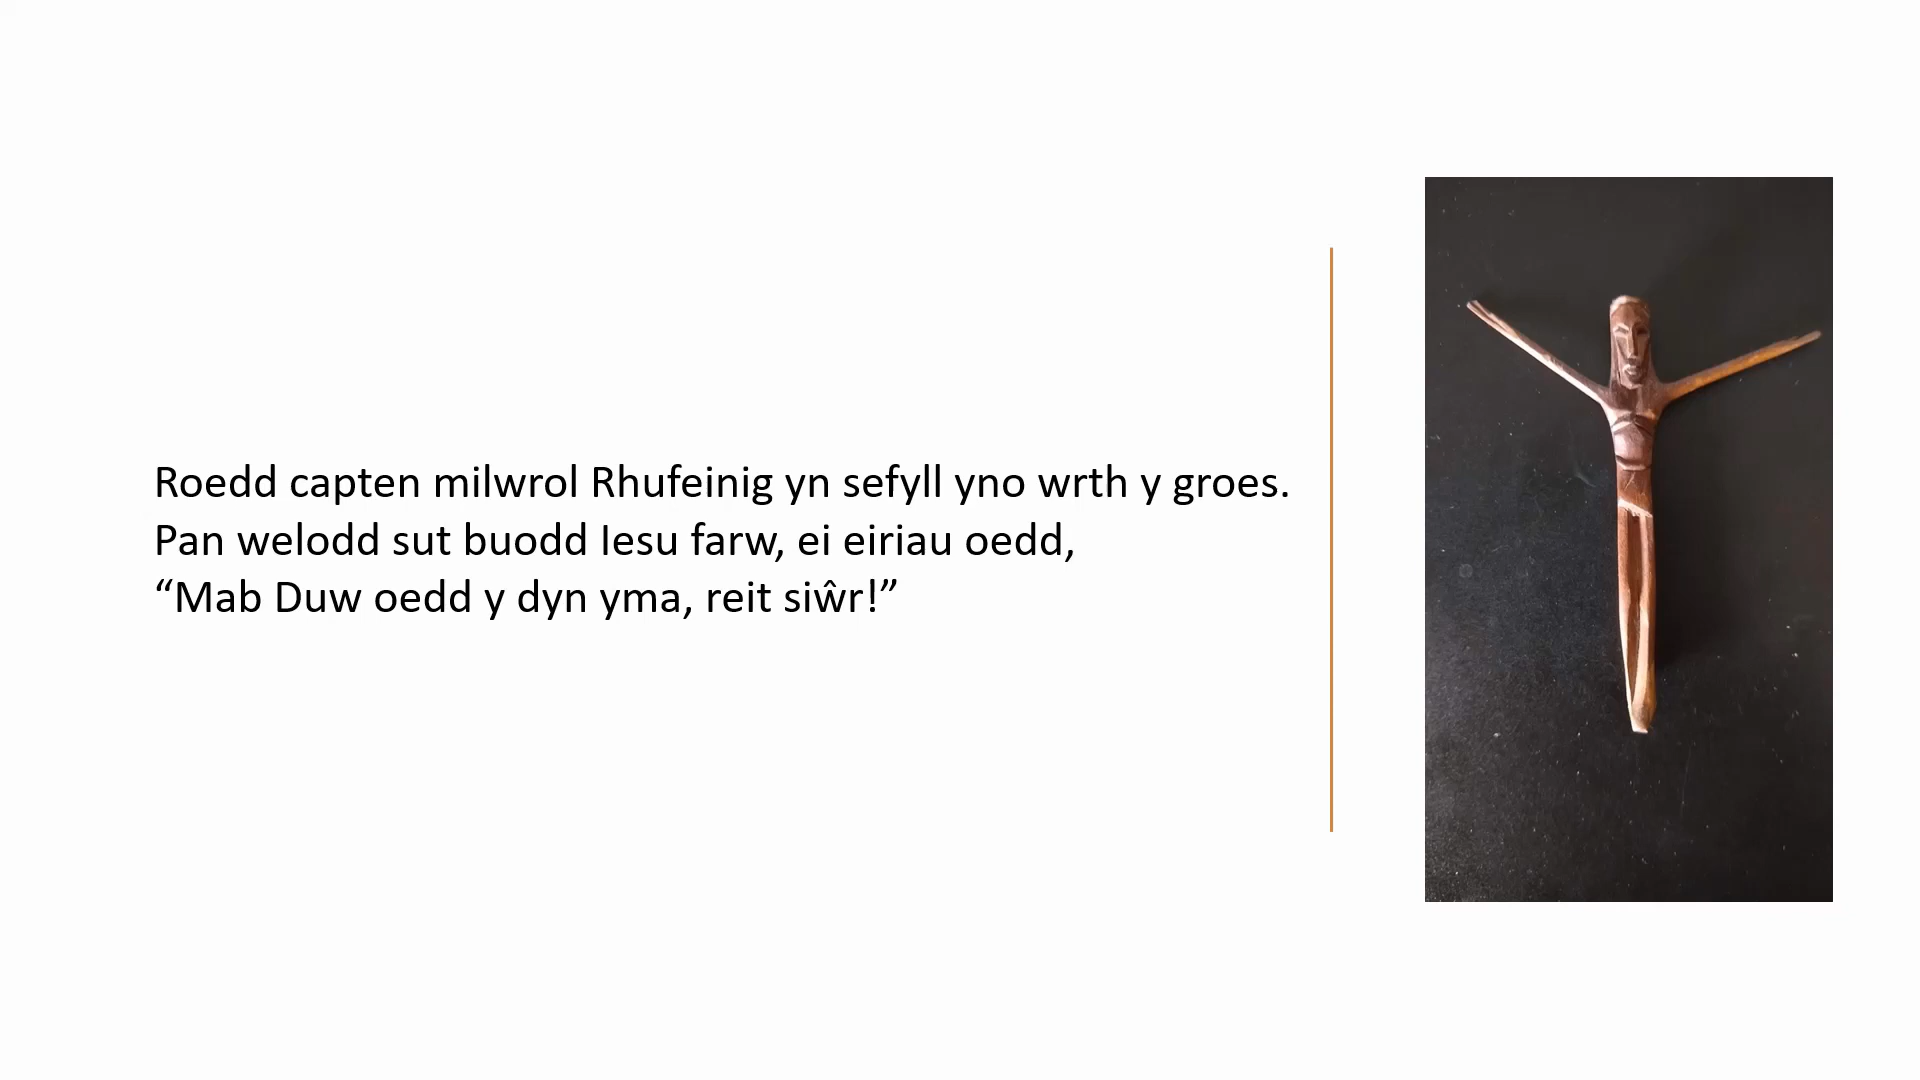 Roedd capten milwrol Rhufeinig yn sefyll yno wrth y groes.
Pan welodd sut buodd Iesu farw, ei eiriau oedd,
“Mab Duw oedd y dyn yma, reit siŵr!”